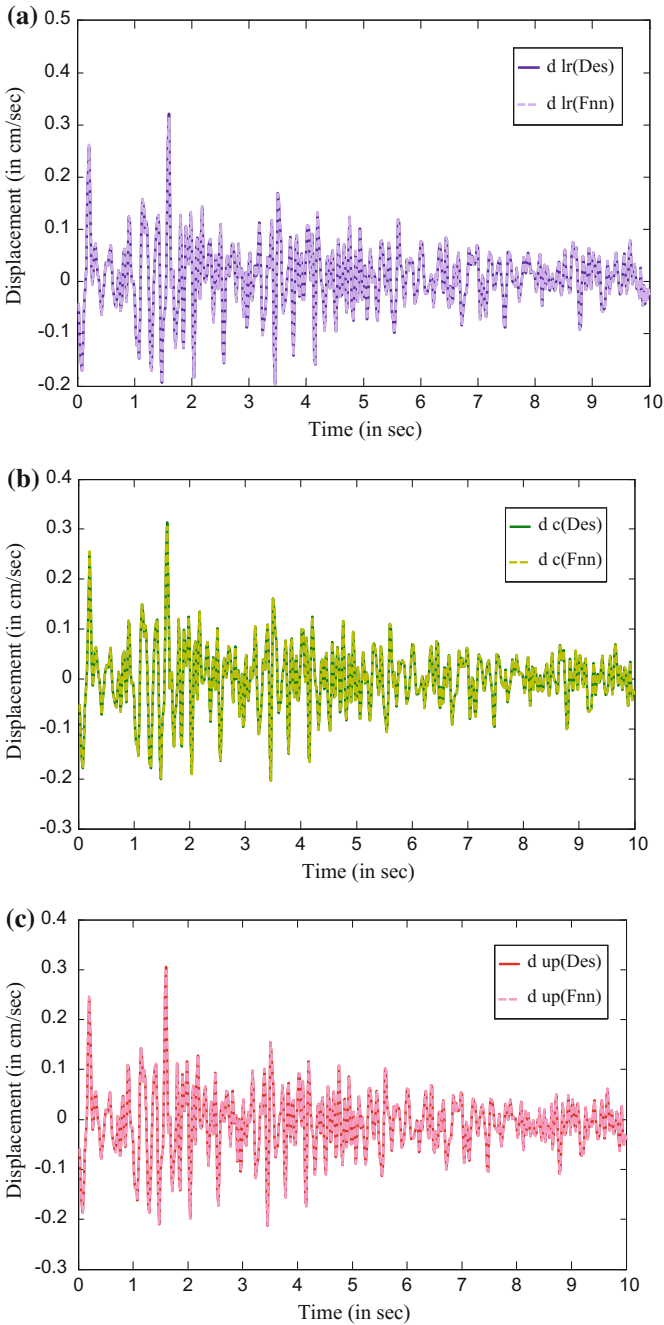 (a)
0.5
0.4
0.3
0.2
0.1
0
-0.1
-0.2
Displacement (in cm/sec)
d lr(Des)
d lr(Fnn)
0 1 2 3 4 5 6 7 8 9 10
Time (in sec)
(b)
0.4
0.3
0.2
0.1
0
-0.1
-0.2
-0.3
Displacement (in cm/sec)
d c(Des)
d c(Fnn)
0 1 2 3 4 5 6 7 8 9 10
Time (in sec)
(c)
0.4
0.3
0.2
0.1
0
-0.1
-0.2
-0.3
Displacement (in cm/sec)
d up(Des)
d up(Fnn)
0 1 2 3 4 5 6 7 8 9 10
Time (in sec)